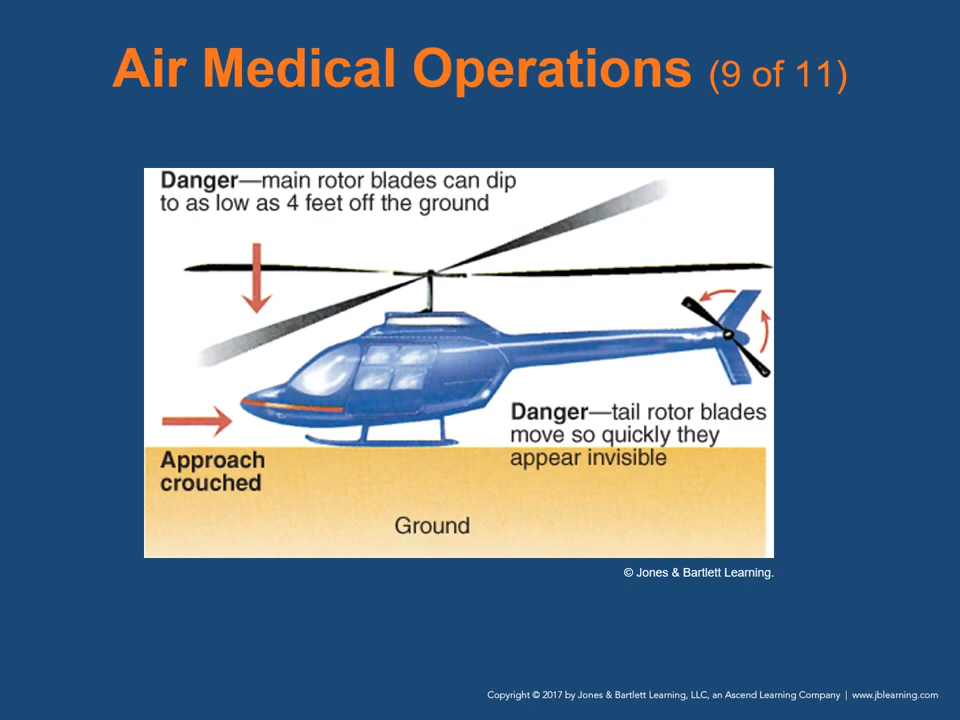 Air Medical Operations (9 of 11)
Danger—main rotor blades can dip
to as low as 4 feet off the ground
Danger—tail rotor blades
move so quickly they
appear invisible
Approach
crouched
Ground
© Jones & Bartlett Learning.
Copyright © 2017 by Jones & Bartlett Learning, LLC, an Ascend Learning Company | www.jblearning.com